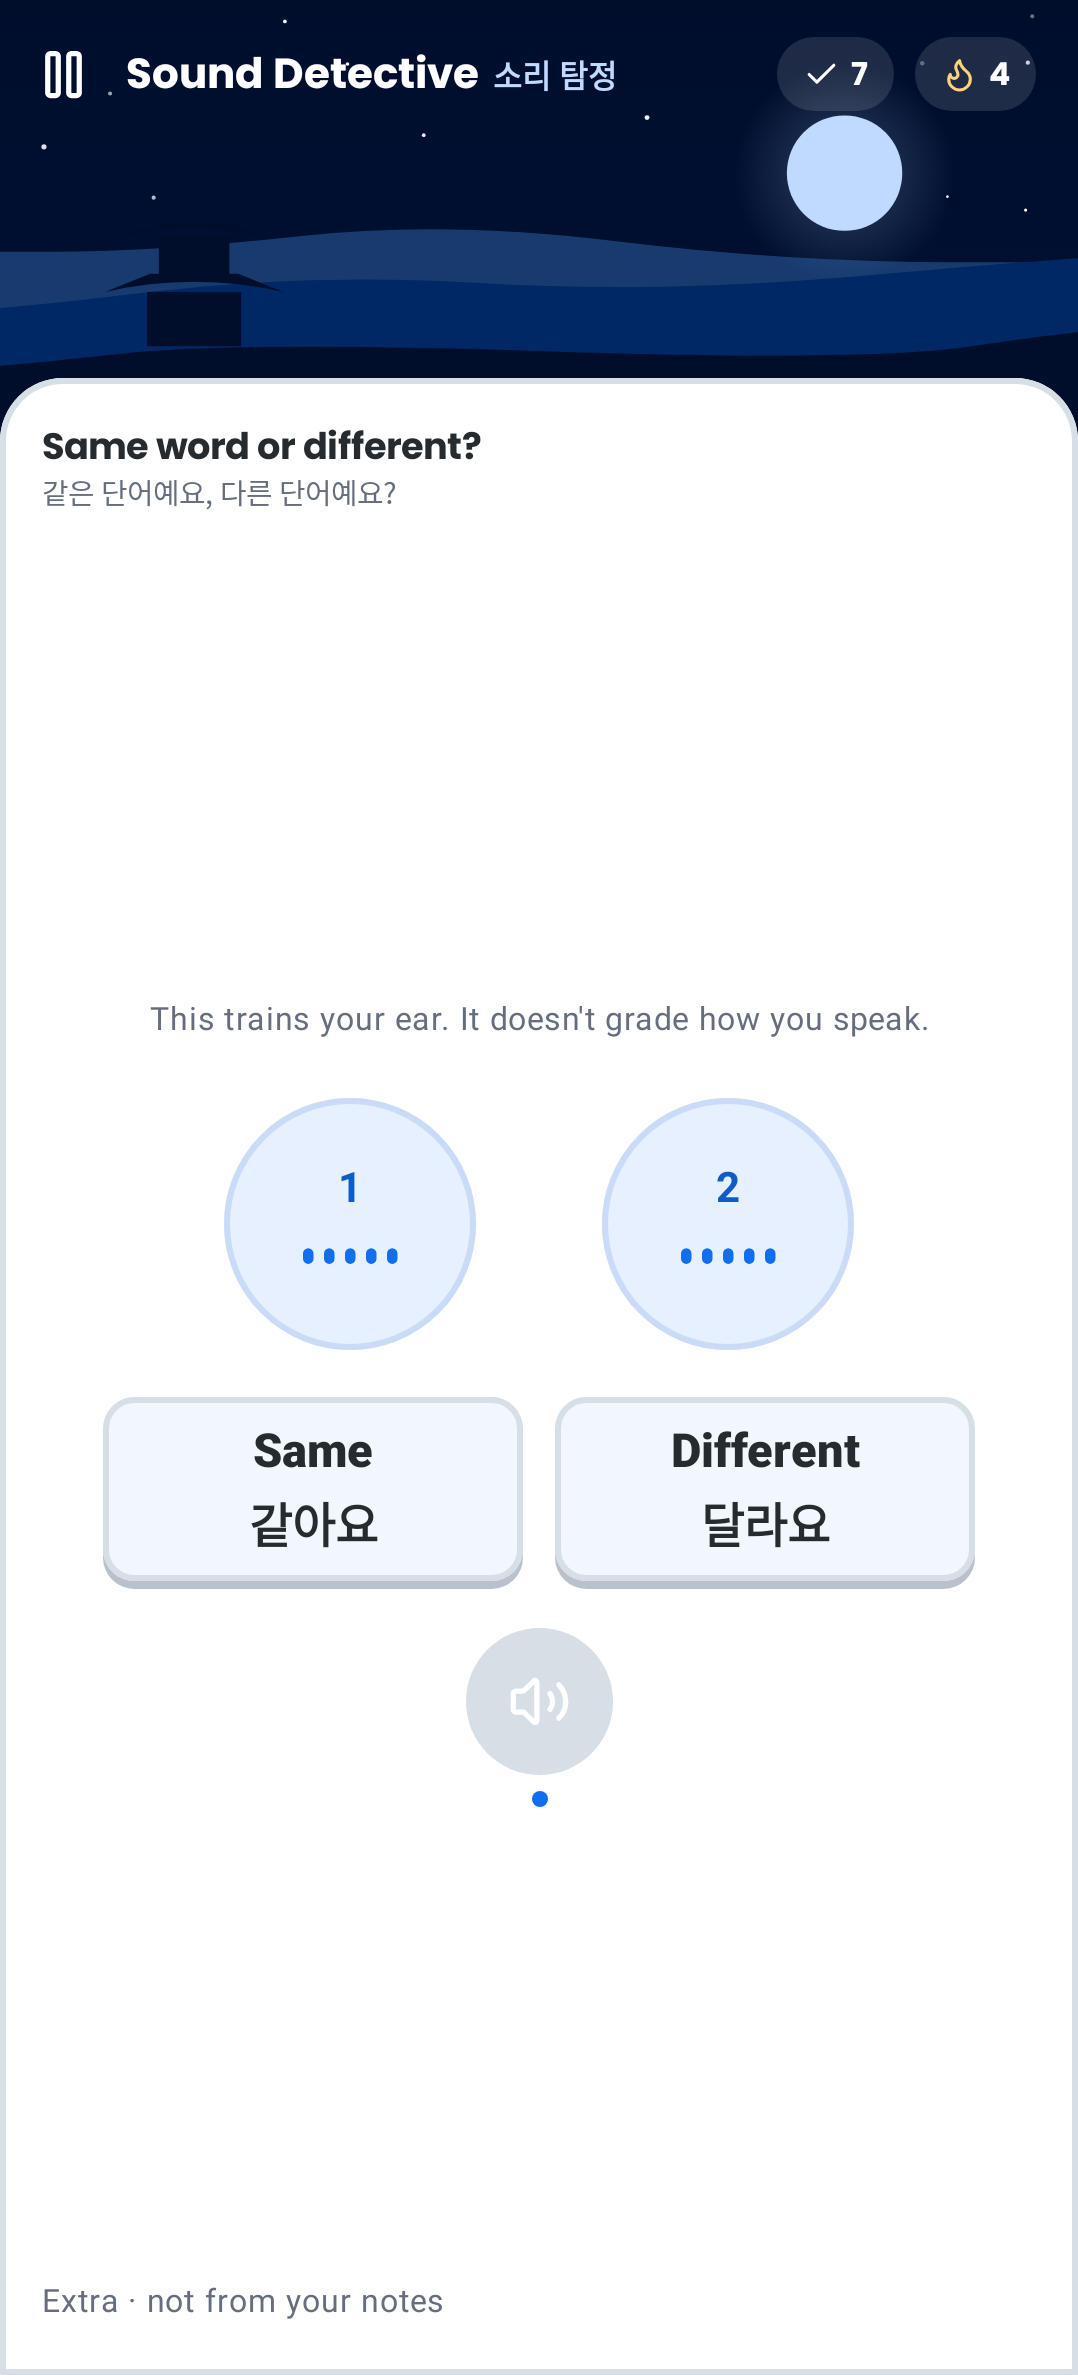 Sound Detective 소리 탐정
7
4
Same word or different?
같은 단어예요, 다른 단어예요?
This trains your ear. It doesn't grade how you speak.
1
2
Same
같아요
Different
달라요
Extra · not from your notes